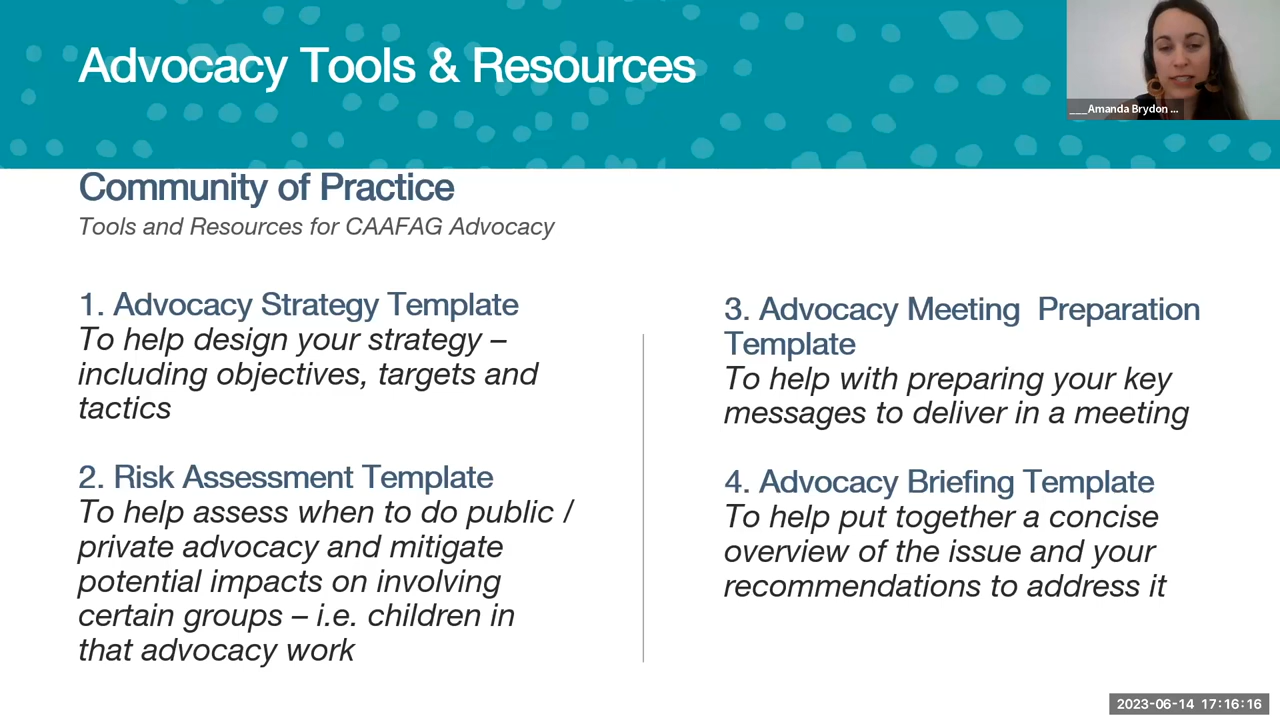 Advocacy Tools & Resources
___Amanda Brydon ...
Community of Practice
Tools and Resources for CAAFAG Advocacy
1. Advocacy Strategy Template
To help design your strategy –
including objectives, targets and
tactics
2. Risk Assessment Template
To help assess when to do public /
private advocacy and mitigate
potential impacts on involving
certain groups – i.e. children in
that advocacy work
3. Advocacy Meeting  Preparation
Template
To help with preparing your key
messages to deliver in a meeting
4. Advocacy Briefing Template
To help put together a concise
overview of the issue and your
recommendations to address it
2023-06-14 17:16:16